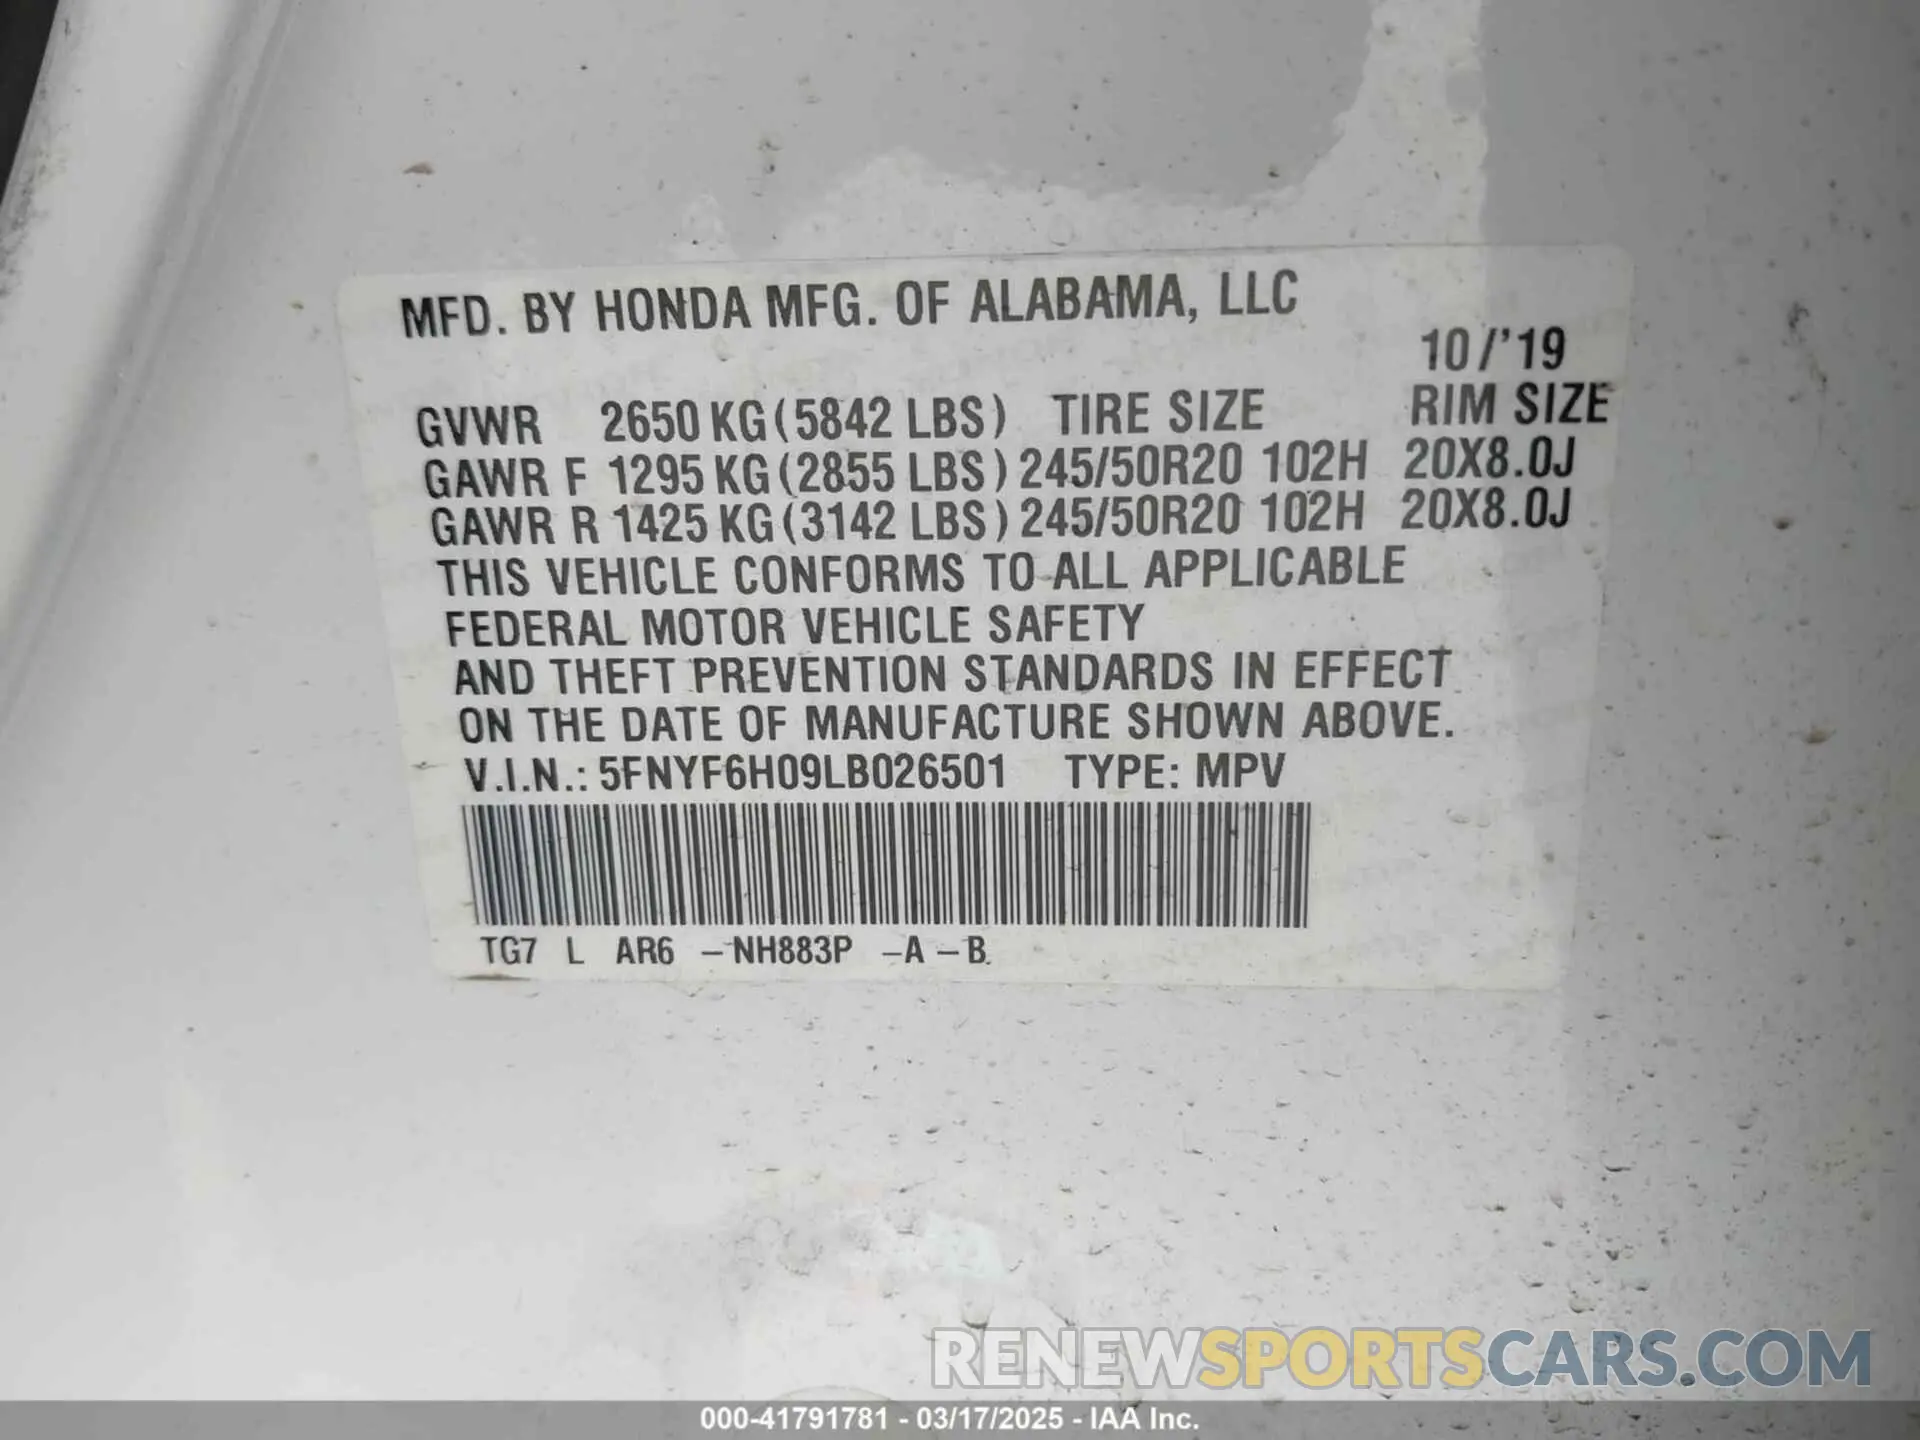 MFD. BY HONDA MFG. OF ALABAMA, LLC
10/'19
GVWR 2650 KG (5842 LBS) TIRE SIZE RIM SIZE
GAWR F 1295 KG (2855 LBS) 245/50R20 102H 20X8.0J
GAWR R 1425 KG (3142 LBS) 245/50R20 102H 20X8.0J
THIS VEHICLE CONFORMS TO ALL APPLICABLE
FEDERAL MOTOR VEHICLE SAFETY
AND THEFT PREVENTION STANDARDS IN EFFECT
ON THE DATE OF MANUFACTURE SHOWN ABOVE.
V.I.N.: 5FNYF6H09LB026501 TYPE: MPV
TG7 L AR6 –NH883P –A –B
RENEWSPORTSCARS.COM
000-41791781 - 03/17/2025 - IAA Inc.